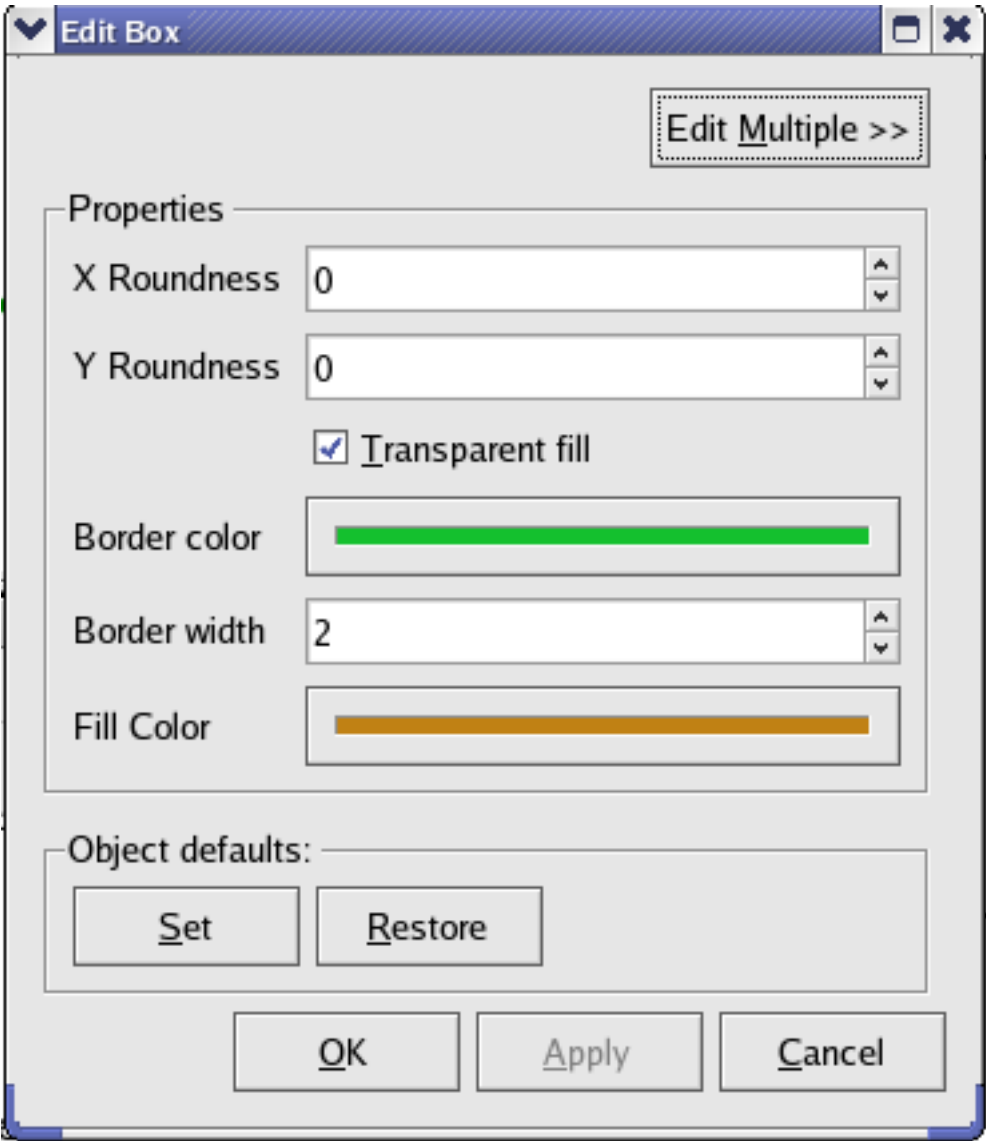 Edit Box
Edit Multiple >>
Properties
X Roundness 0
Y Roundness 0
Transparent fill
Border color
Border width 2
Fill Color
Object defaults:
Set Restore
OK Apply Cancel